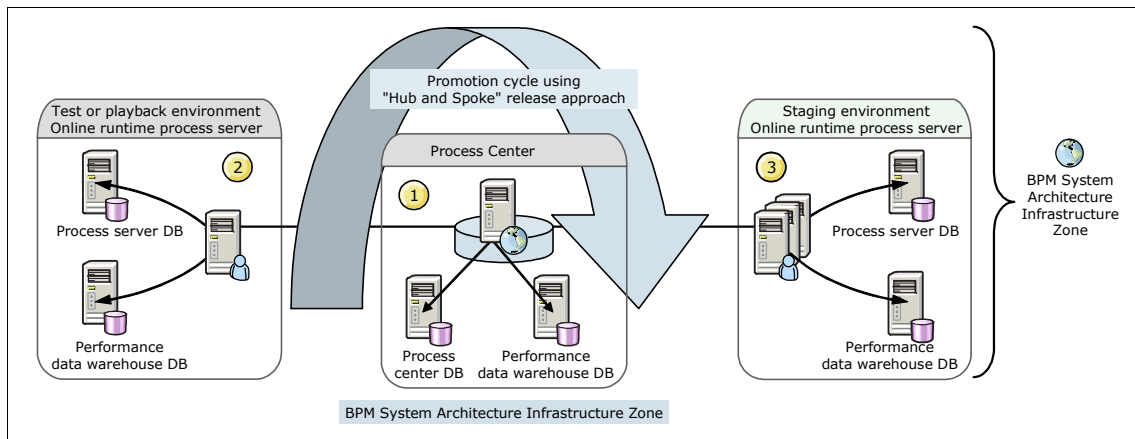 Promotion cycle using
"Hub and Spoke" release approach
Test or playback environment
Online runtime process server
2
Process server DB
Performance
data warehouse DB
Process Center
1
Process
center DB
Performance
data warehouse DB
BPM System Architecture Infrastructure Zone
Staging environment
Online runtime process server
3
Process server DB
Performance
data warehouse DB
BPM System
Architecture
Infrastructure
Zone